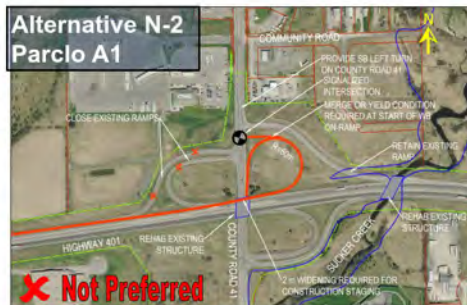 Alternative N-2
Parclo A1
N
COMMUNITY ROAD
PROVIDE SB LEFT TURN
ON COUNTY ROAD 41
SIGNALIZED
INTERSECTION
MERGE OR YIELD CONDITION
REQUIRED AT START OF WB
ON-RAMP
CLOSE EXISTING RAMPS
RETAIN EXISTING
RAMP
HIGHWAY 401
REHAB EXISTING
STRUCTURE
COUNTY ROAD 41
SUCKER CREEK
REHAB EXISTING
STRUCTURE
2 m WIDENING REQUIRED FOR
CONSTRUCTION STAGING
Not Preferred